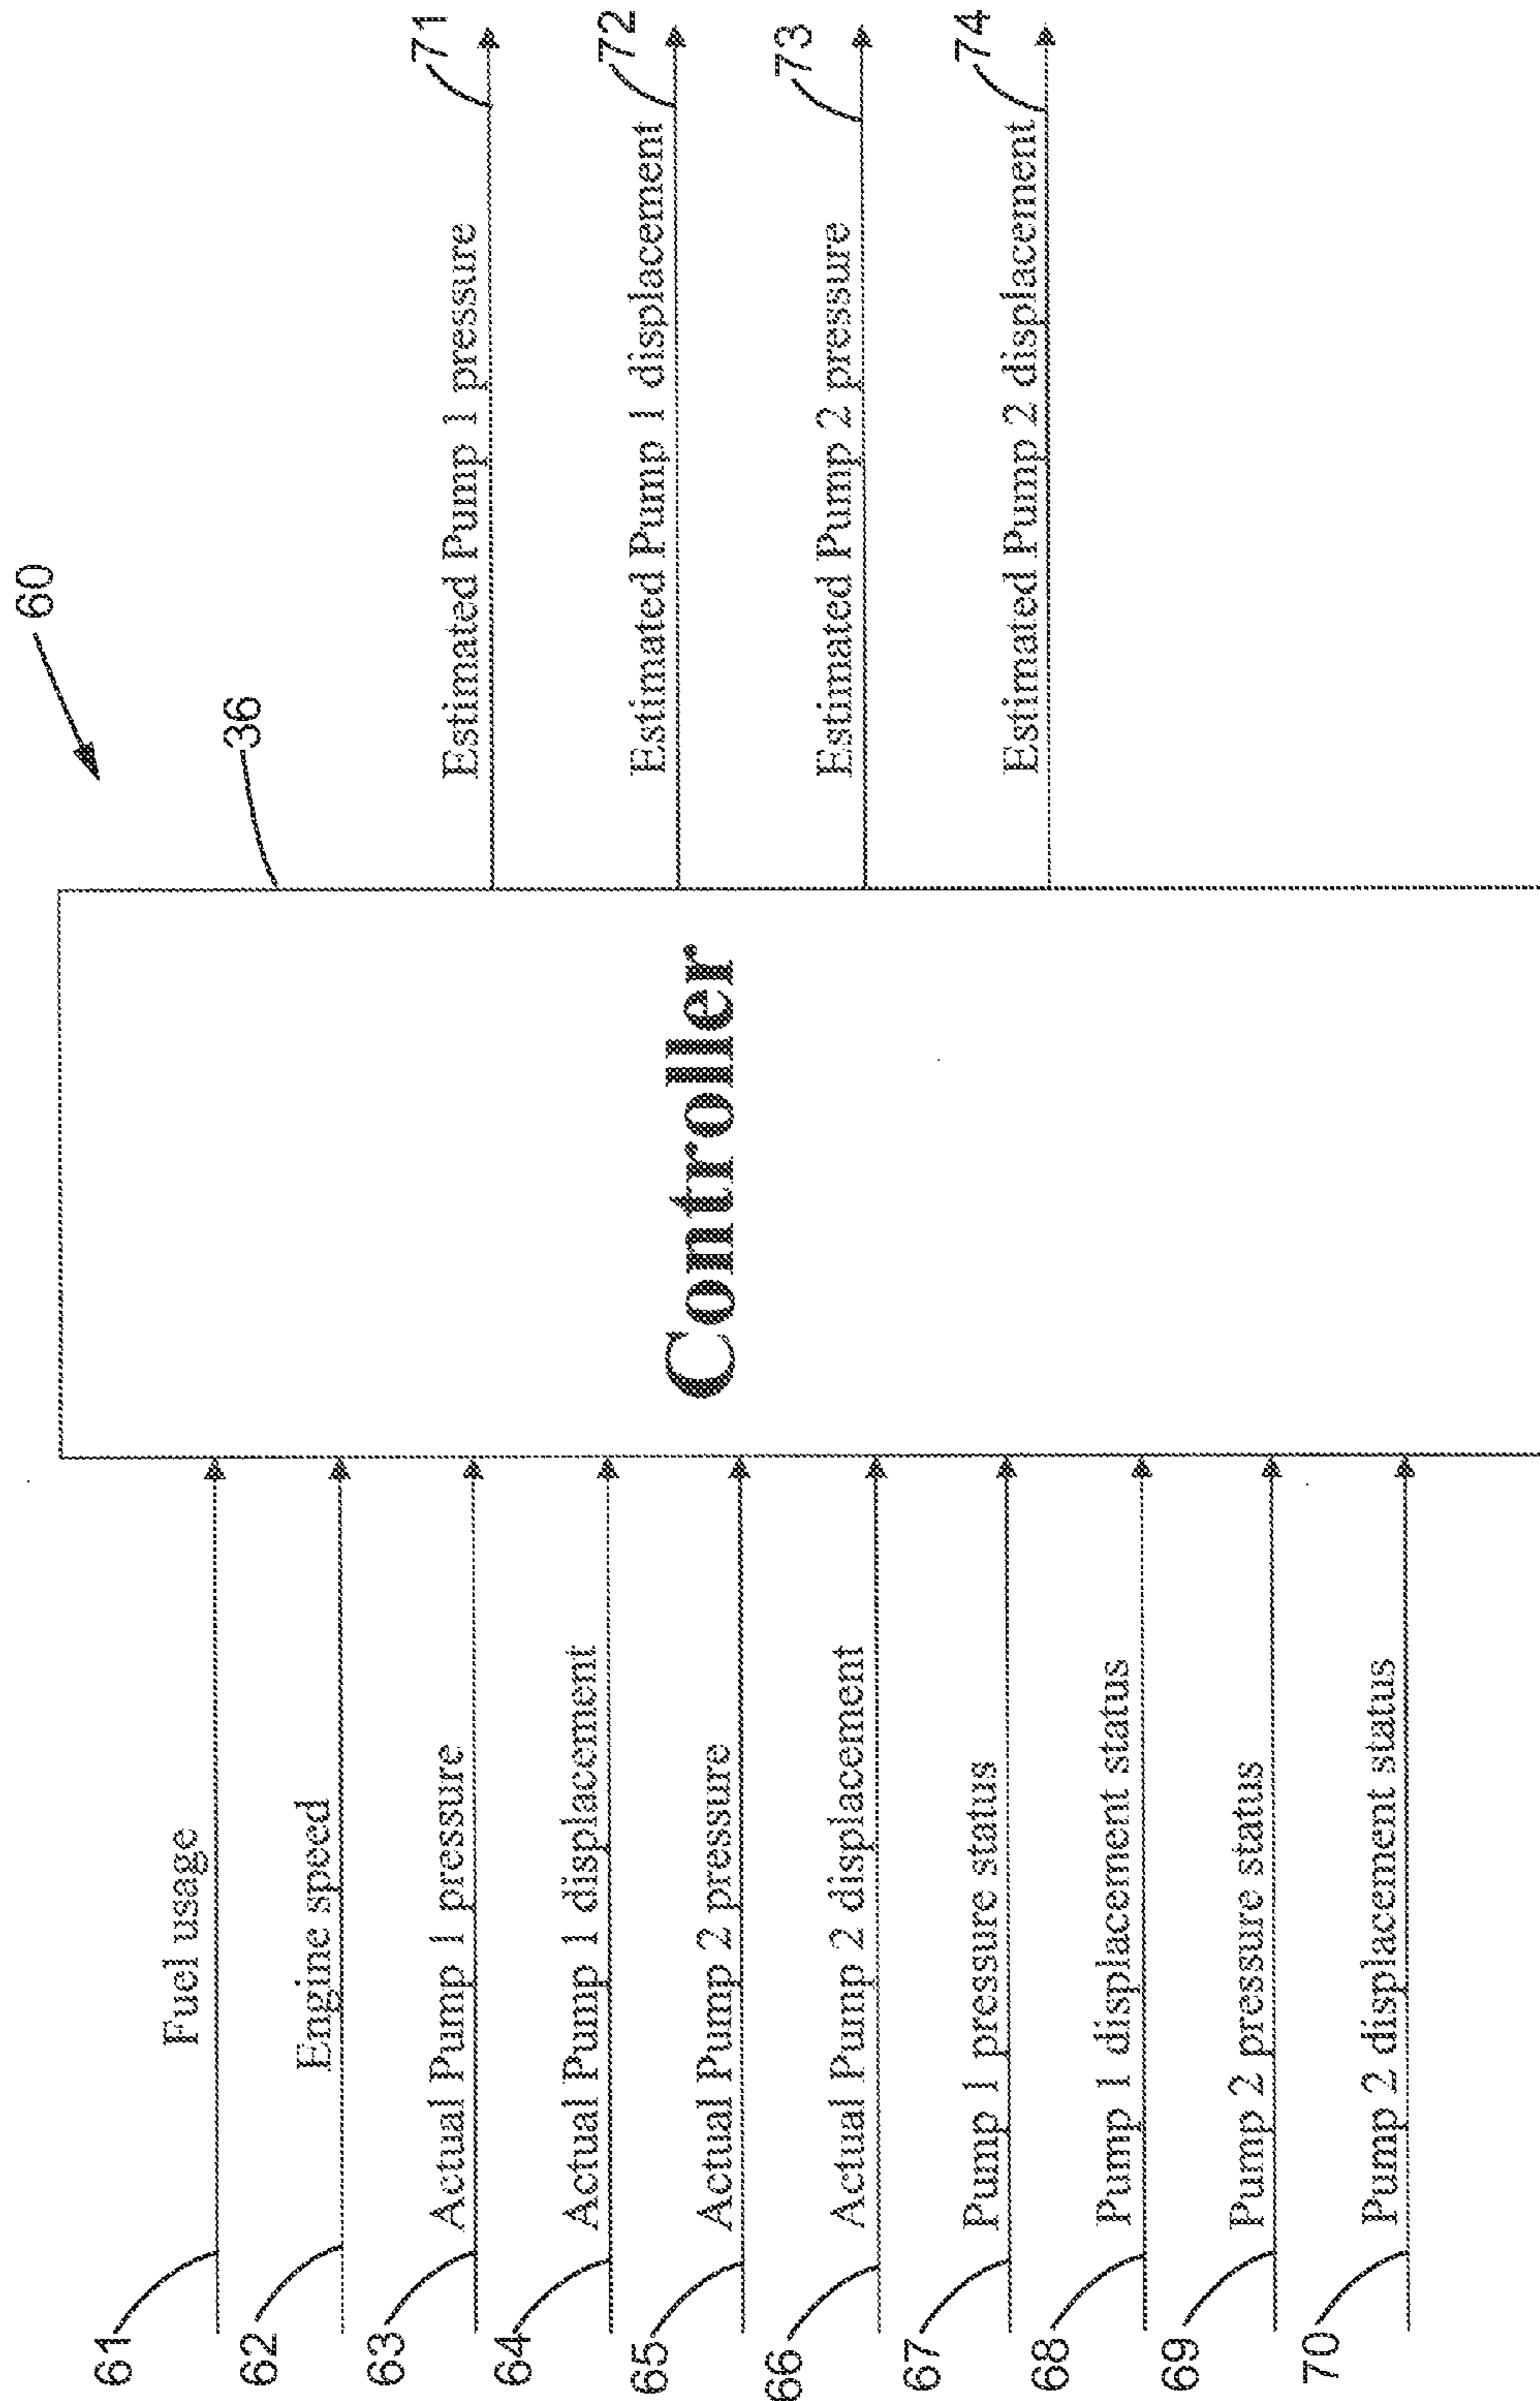 60
36
61
Fuel usage
62
Engine speed
63
Actual Pump 1 pressure
64
Actual Pump 1 displacement
65
Actual Pump 2 pressure
66
Actual Pump 2 displacement
67
Pump 1 pressure status
68
Pump 1 displacement status
69
Pump 2 pressure status
70
Pump 2 displacement status
Controller
Estimated Pump 1 pressure
71
Estimated Pump 1 displacement
72
Estimated Pump 2 pressure
73
Estimated Pump 2 displacement
74